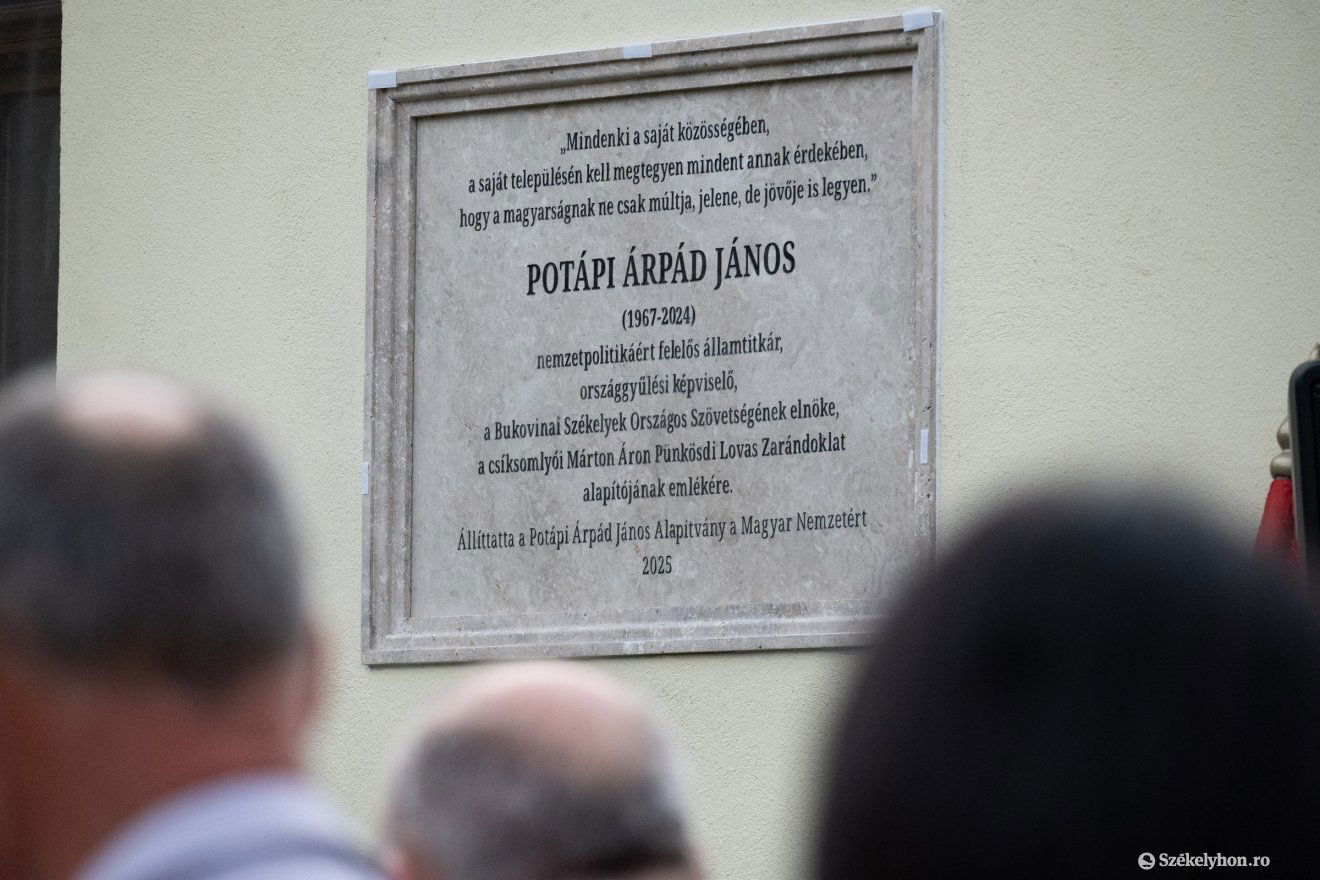 „Mindenki a saját közösségében,
a saját településén kell megtegyen mindent annak érdekében,
hogy a magyarságnak ne csak múltja, jelene, de jövője is legyen.”
POTÁPI ÁRPÁD JÁNOS
(1967-2024)
nemzetpolitikáért felelős államtitkár,
országgyűlési képviselő,
a Bukovinai Székelyek Országos Szövetségének elnöke,
a csíksomlyói Márton Áron Pünkösdi Lovas Zarándoklat
alapítójának emlékére.
Állíttatta a Potápi Árpád János Alapítvány a Magyar Nemzetért
2025
Székelyhon.ro